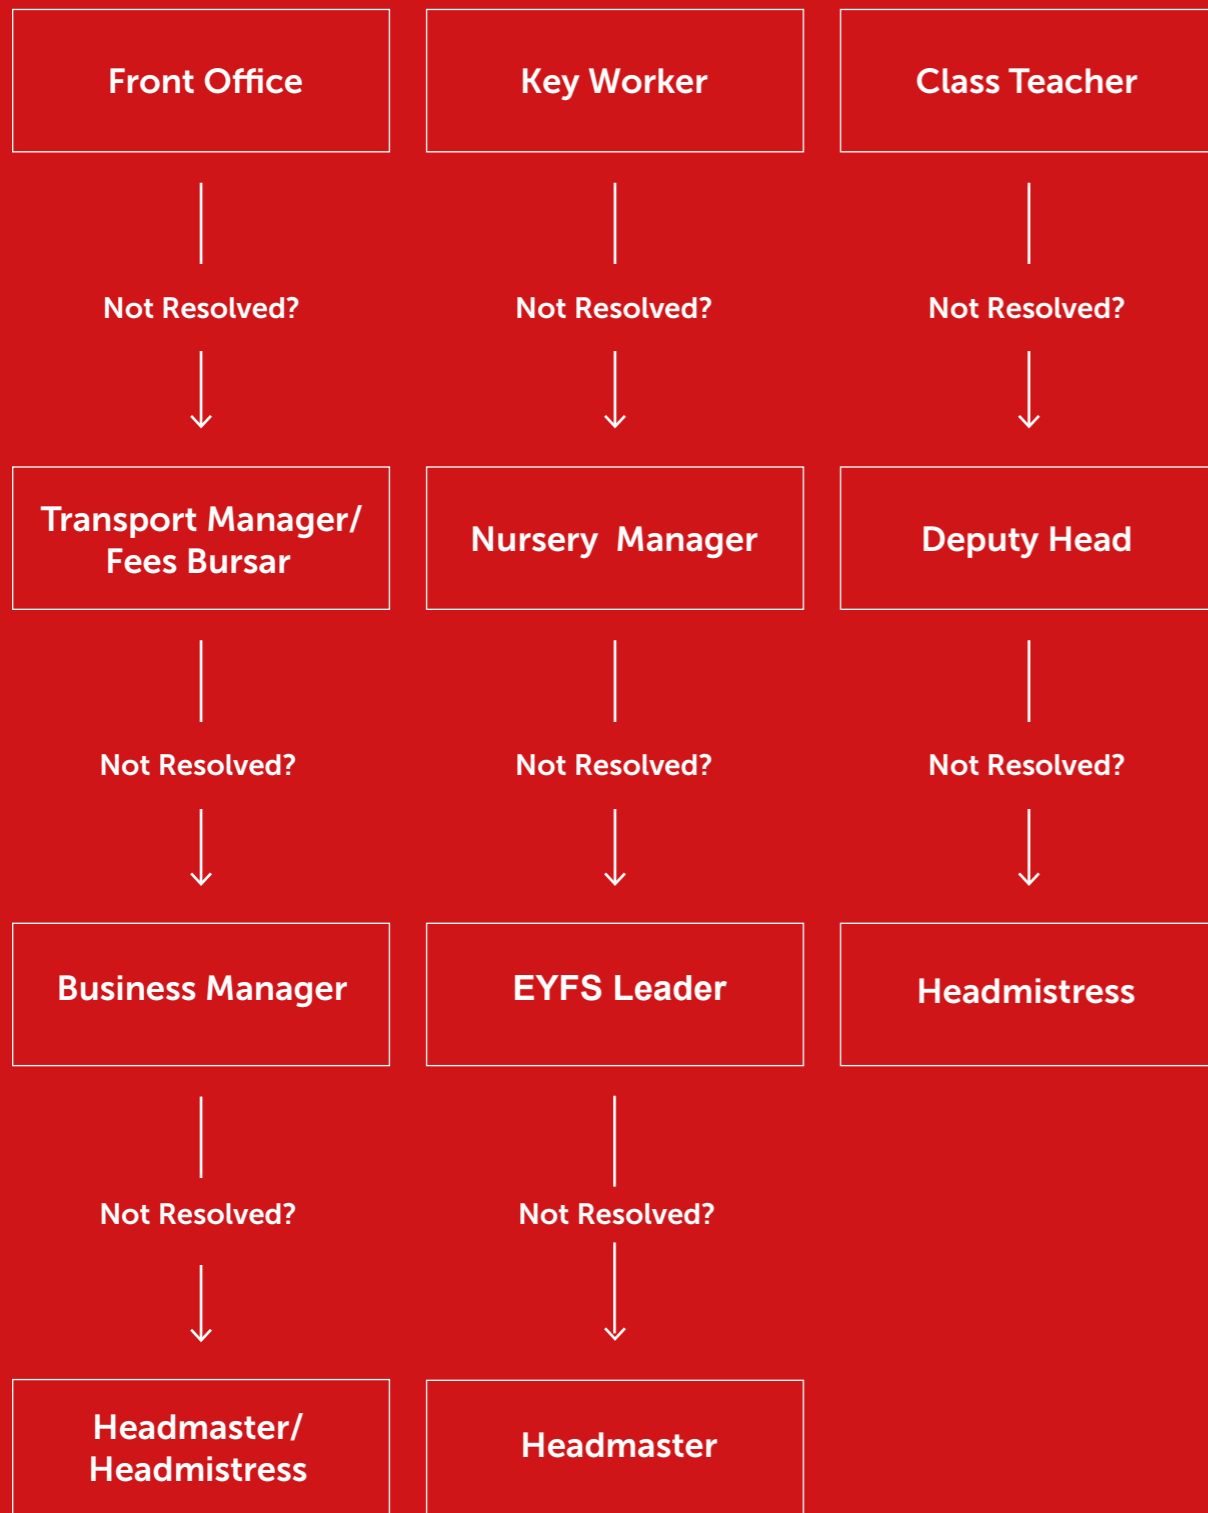 Front Office
Key Worker
Class Teacher
Not Resolved?
Not Resolved?
Not Resolved?
Transport Manager/
Fees Bursar
Nursery  Manager
Deputy Head
Not Resolved?
Not Resolved?
Not Resolved?
Business Manager
EYFS Leader
Headmistress
Not Resolved?
Not Resolved?
Headmaster/
Headmistress
Headmaster